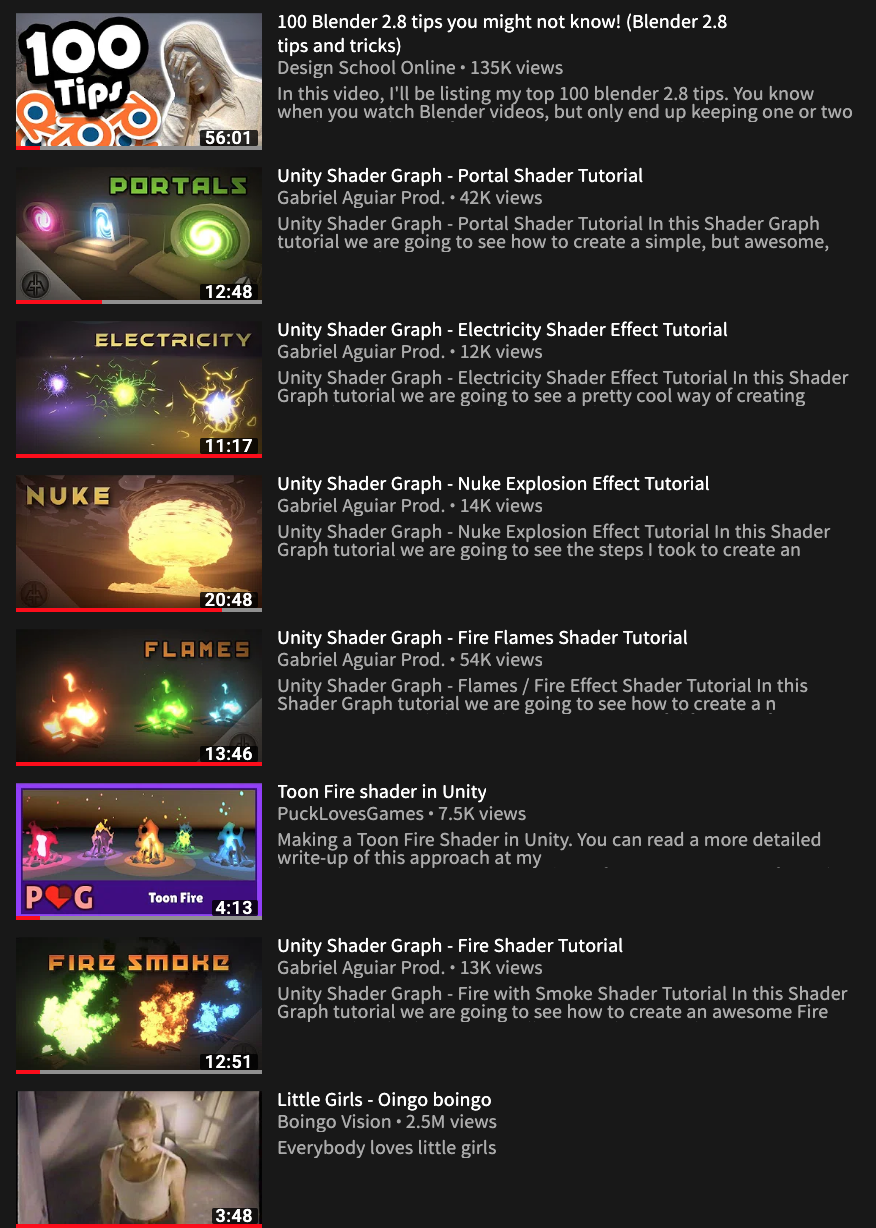 100
Tips
56:01
100 Blender 2.8 tips you might not know! (Blender 2.8
tips and tricks)
Design School Online • 135K views
In this video, I'll be listing my top 100 blender 2.8 tips. You know
when you watch Blender videos, but only end up keeping one or two
PORTALS
12:48
Unity Shader Graph - Portal Shader Tutorial
Gabriel Aguiar Prod. • 42K views
Unity Shader Graph - Portal Shader Tutorial In this Shader Graph
tutorial we are going to see how to create a simple, but awesome,
ELECTRICITY
11:17
Unity Shader Graph - Electricity Shader Effect Tutorial
Gabriel Aguiar Prod. • 12K views
Unity Shader Graph - Electricity Shader Effect Tutorial In this Shader
Graph tutorial we are going to see a pretty cool way of creating
NUKE
20:48
Unity Shader Graph - Nuke Explosion Effect Tutorial
Gabriel Aguiar Prod. • 14K views
Unity Shader Graph - Nuke Explosion Effect Tutorial In this Shader
Graph tutorial we are going to see the steps I took to create an
FLAMES
13:46
Unity Shader Graph - Fire Flames Shader Tutorial
Gabriel Aguiar Prod. • 54K views
Unity Shader Graph - Flames / Fire Effect Shader Tutorial In this
Shader Graph tutorial we are going to see how to create a n
P G
Toon Fire
4:13
Toon Fire shader in Unity
PuckLovesGames • 7.5K views
Making a Toon Fire Shader in Unity. You can read a more detailed
write-up of this approach at my
FIRE SMOKE
12:51
Unity Shader Graph - Fire Shader Tutorial
Gabriel Aguiar Prod. • 13K views
Unity Shader Graph - Fire with Smoke Shader Tutorial In this Shader
Graph tutorial we are going to see how to create an awesome Fire
3:48
Little Girls - Oingo boingo
Boingo Vision • 2.5M views
Everybody loves little girls